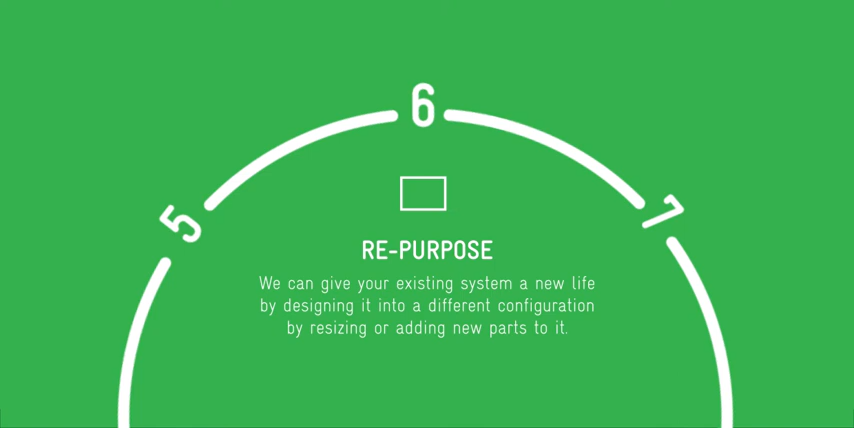 6
5
7
RE-PURPOSE
We can give your existing system a new life
by designing it into a different configuration
by resizing or adding new parts to it.